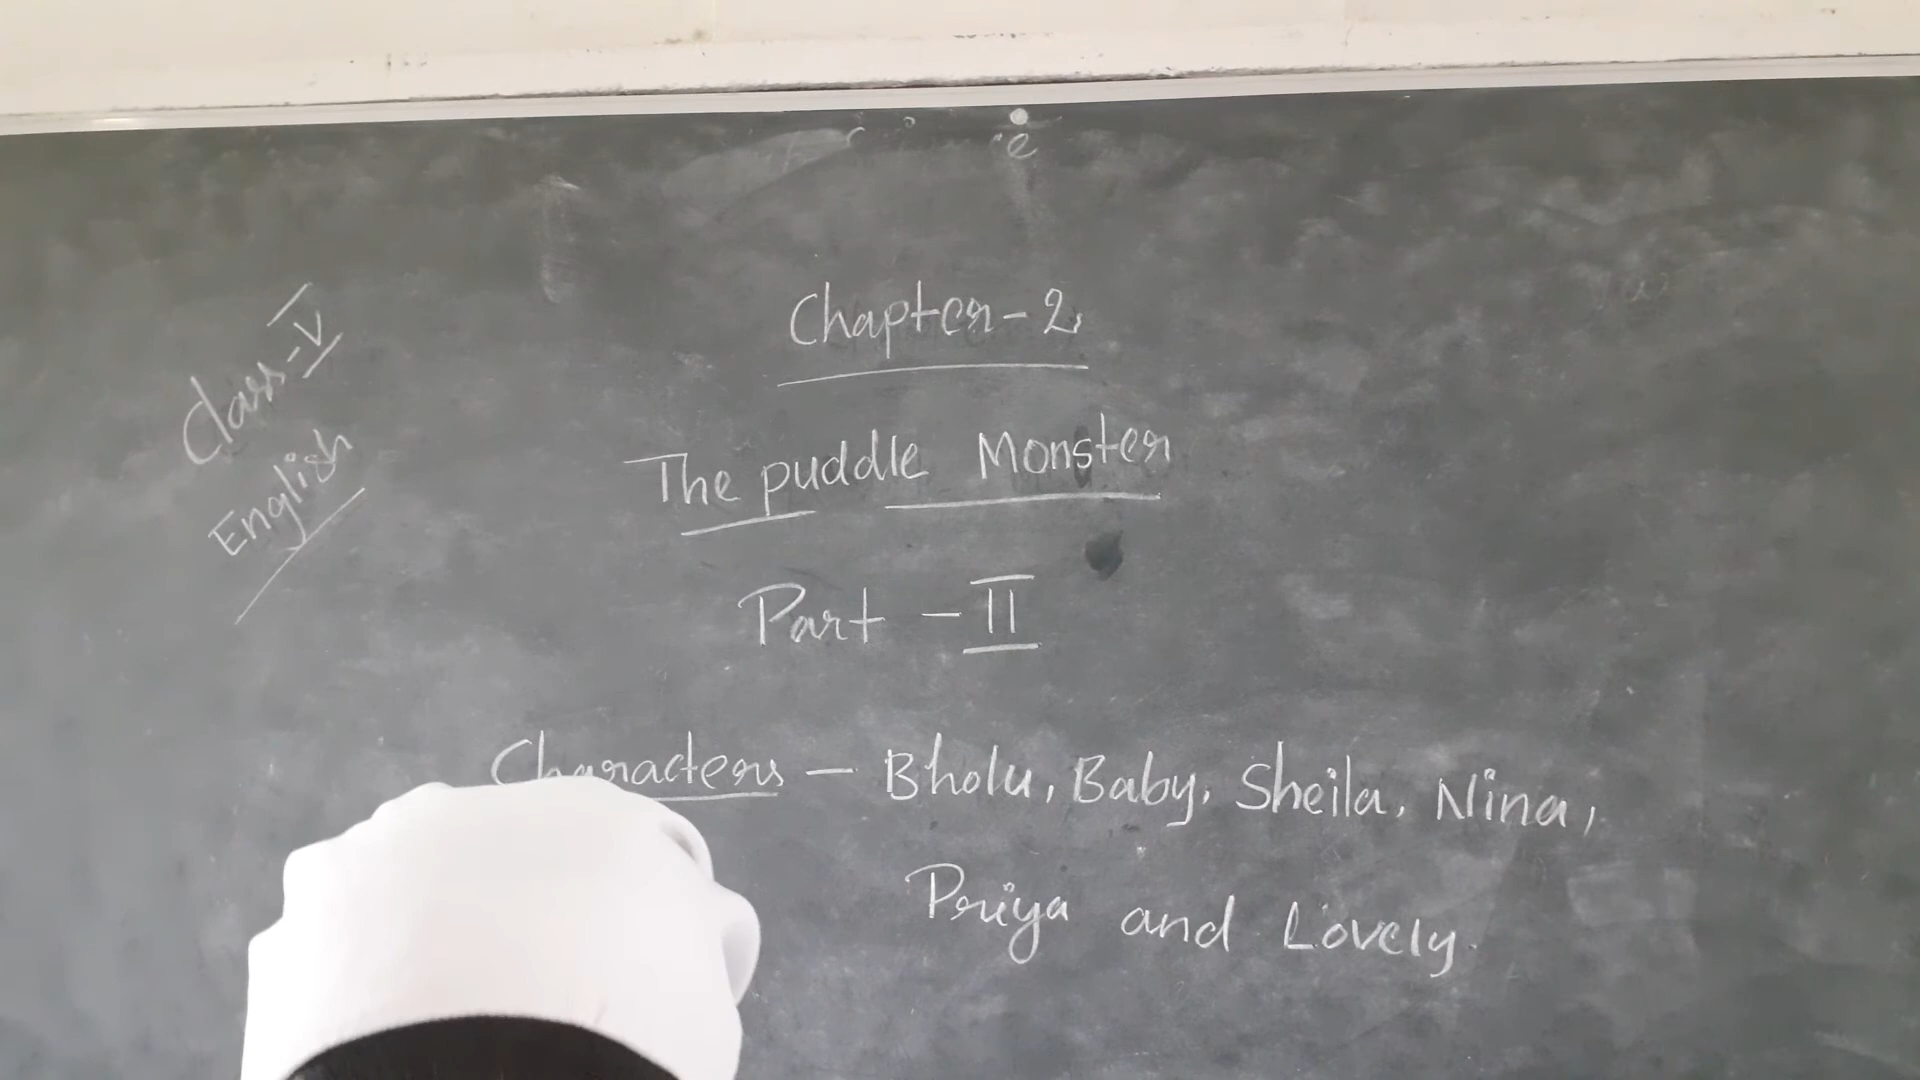 Class-V
English
Chapter-2
The puddle Monster
Part - II
Characters - Bholu, Baby, Sheila, Nina,
Priya and Lovely.